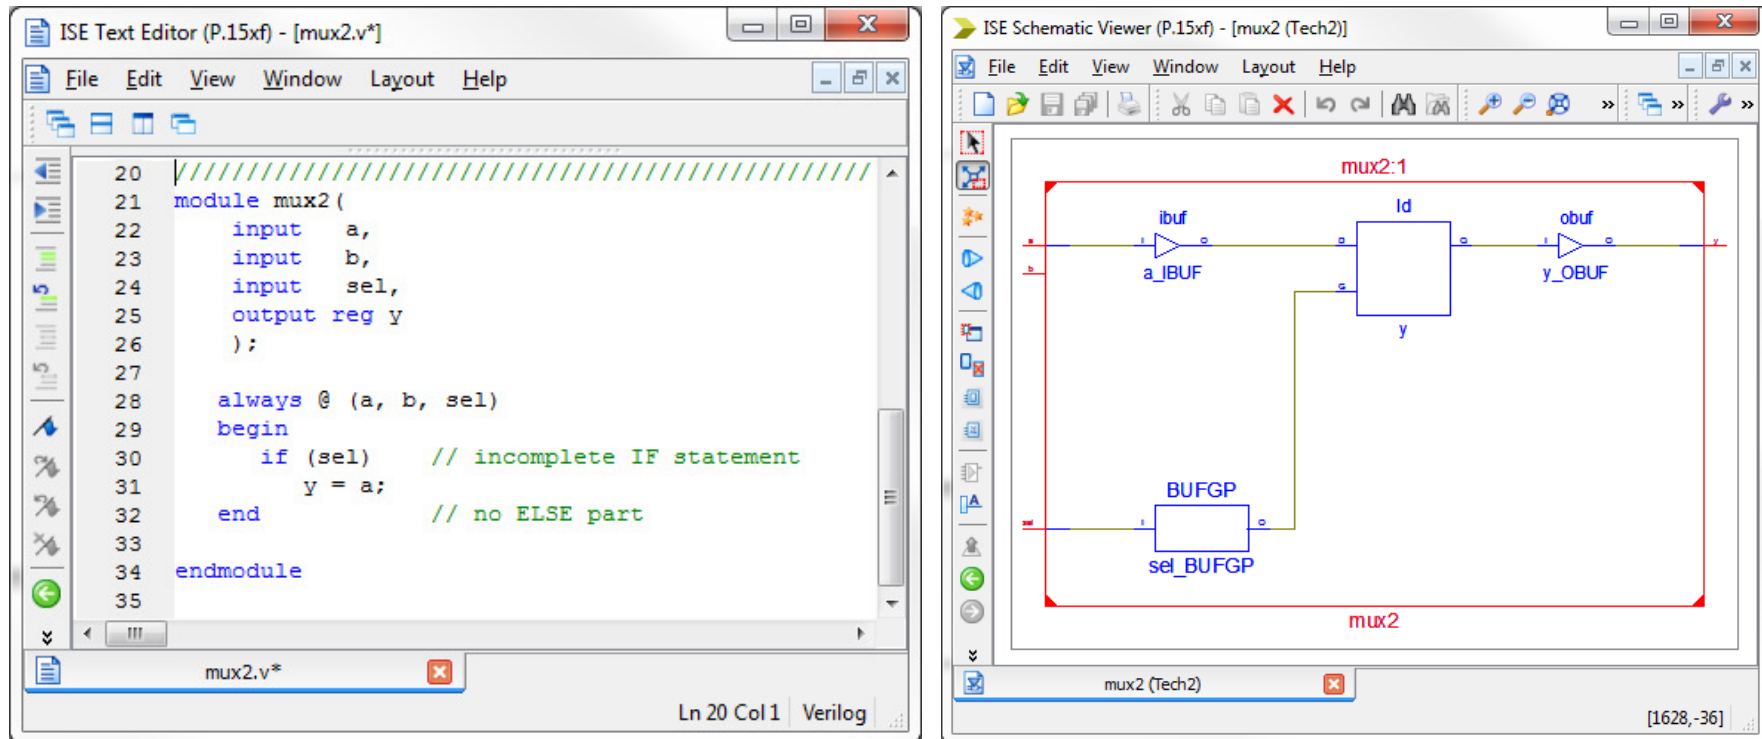 ISE Text Editor (P.15xf) - [mux2.v*]
File Edit View Window Layout Help
20 /////////////////////////////////////////////////
21 module mux2(
22 input a,
23 input b,
24 input sel,
25 output reg y
26 );
27
28 always @ (a, b, sel)
29 begin
30 if (sel) // incomplete IF statement
31 y = a;
32 end // no ELSE part
33
34 endmodule
35
mux2.v*
Ln 20 Col 1 Verilog
ISE Schematic Viewer (P.15xf) - [mux2 (Tech2)]
File Edit View Window Layout Help
mux2:1
ibuf
ld
obuf
a
I
O
D
O
I
O
y
b
a_IBUF
G
y_OBUF
y
BUFGP
sel
I
O
sel_BUFGP
mux2
mux2 (Tech2)
[1628,-36]